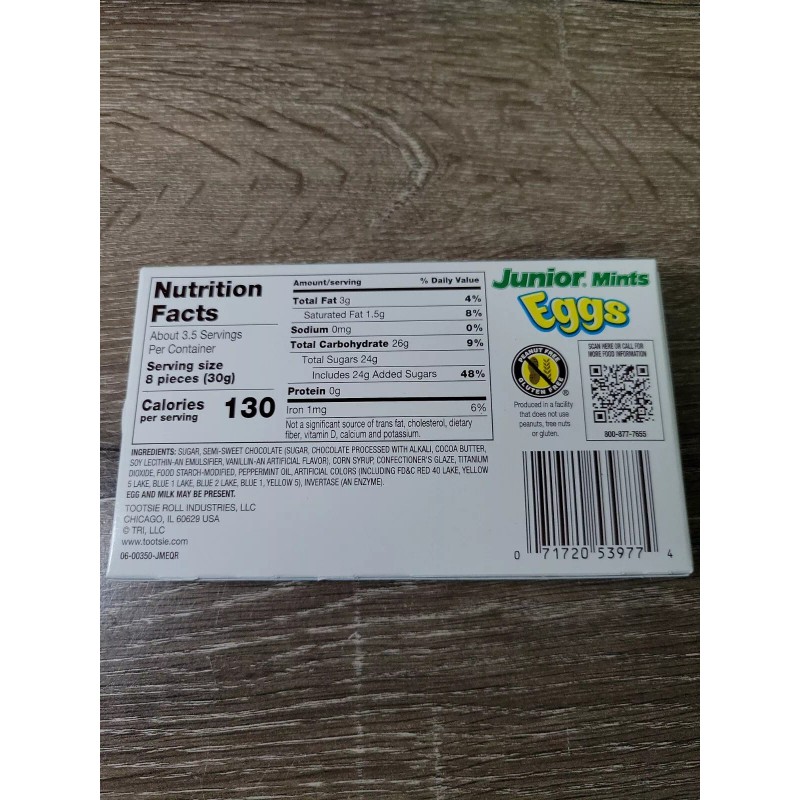 Nutrition
Facts
About 3.5 Servings
Per Container
Serving size
8 pieces (30g)
Calories
per serving
130
Amount/serving % Daily Value
Total Fat 3g 4%
Saturated Fat 1.5g 8%
Sodium 0mg 0%
Total Carbohydrate 26g 9%
Total Sugars 24g
Includes 24g Added Sugars 48%
Protein 0g
Iron 1mg 6%
Not a significant source of trans fat, cholesterol, dietary
fiber, vitamin D, calcium and potassium.
Junior® Mints
Eggs
PEANUT FREE
GLUTEN FREE
®
Produced in a facility
that does not use
peanuts, tree nuts
or gluten.
SCAN HERE OR CALL FOR
MORE FOOD INFORMATION
800-877-7655
INGREDIENTS: SUGAR, SEMI-SWEET CHOCOLATE (SUGAR, CHOCOLATE PROCESSED WITH ALKALI, COCOA BUTTER,
SOY LECITHIN-AN EMULSIFIER, VANILLIN-AN ARTIFICIAL FLAVOR), CORN SYRUP, CONFECTIONER'S GLAZE, TITANIUM
DIOXIDE, FOOD STARCH-MODIFIED, PEPPERMINT OIL, ARTIFICIAL COLORS (INCLUDING FD&C RED 40 LAKE, YELLOW
5 LAKE, BLUE 1 LAKE, BLUE 2 LAKE, BLUE 1, YELLOW 5), INVERTASE (AN ENZYME).
EGG AND MILK MAY BE PRESENT.
TOOTSIE ROLL INDUSTRIES, LLC
CHICAGO, IL 60629 USA
© TRI, LLC
www.tootsie.com
06-00350-JMEQR
0 71720 53977 4